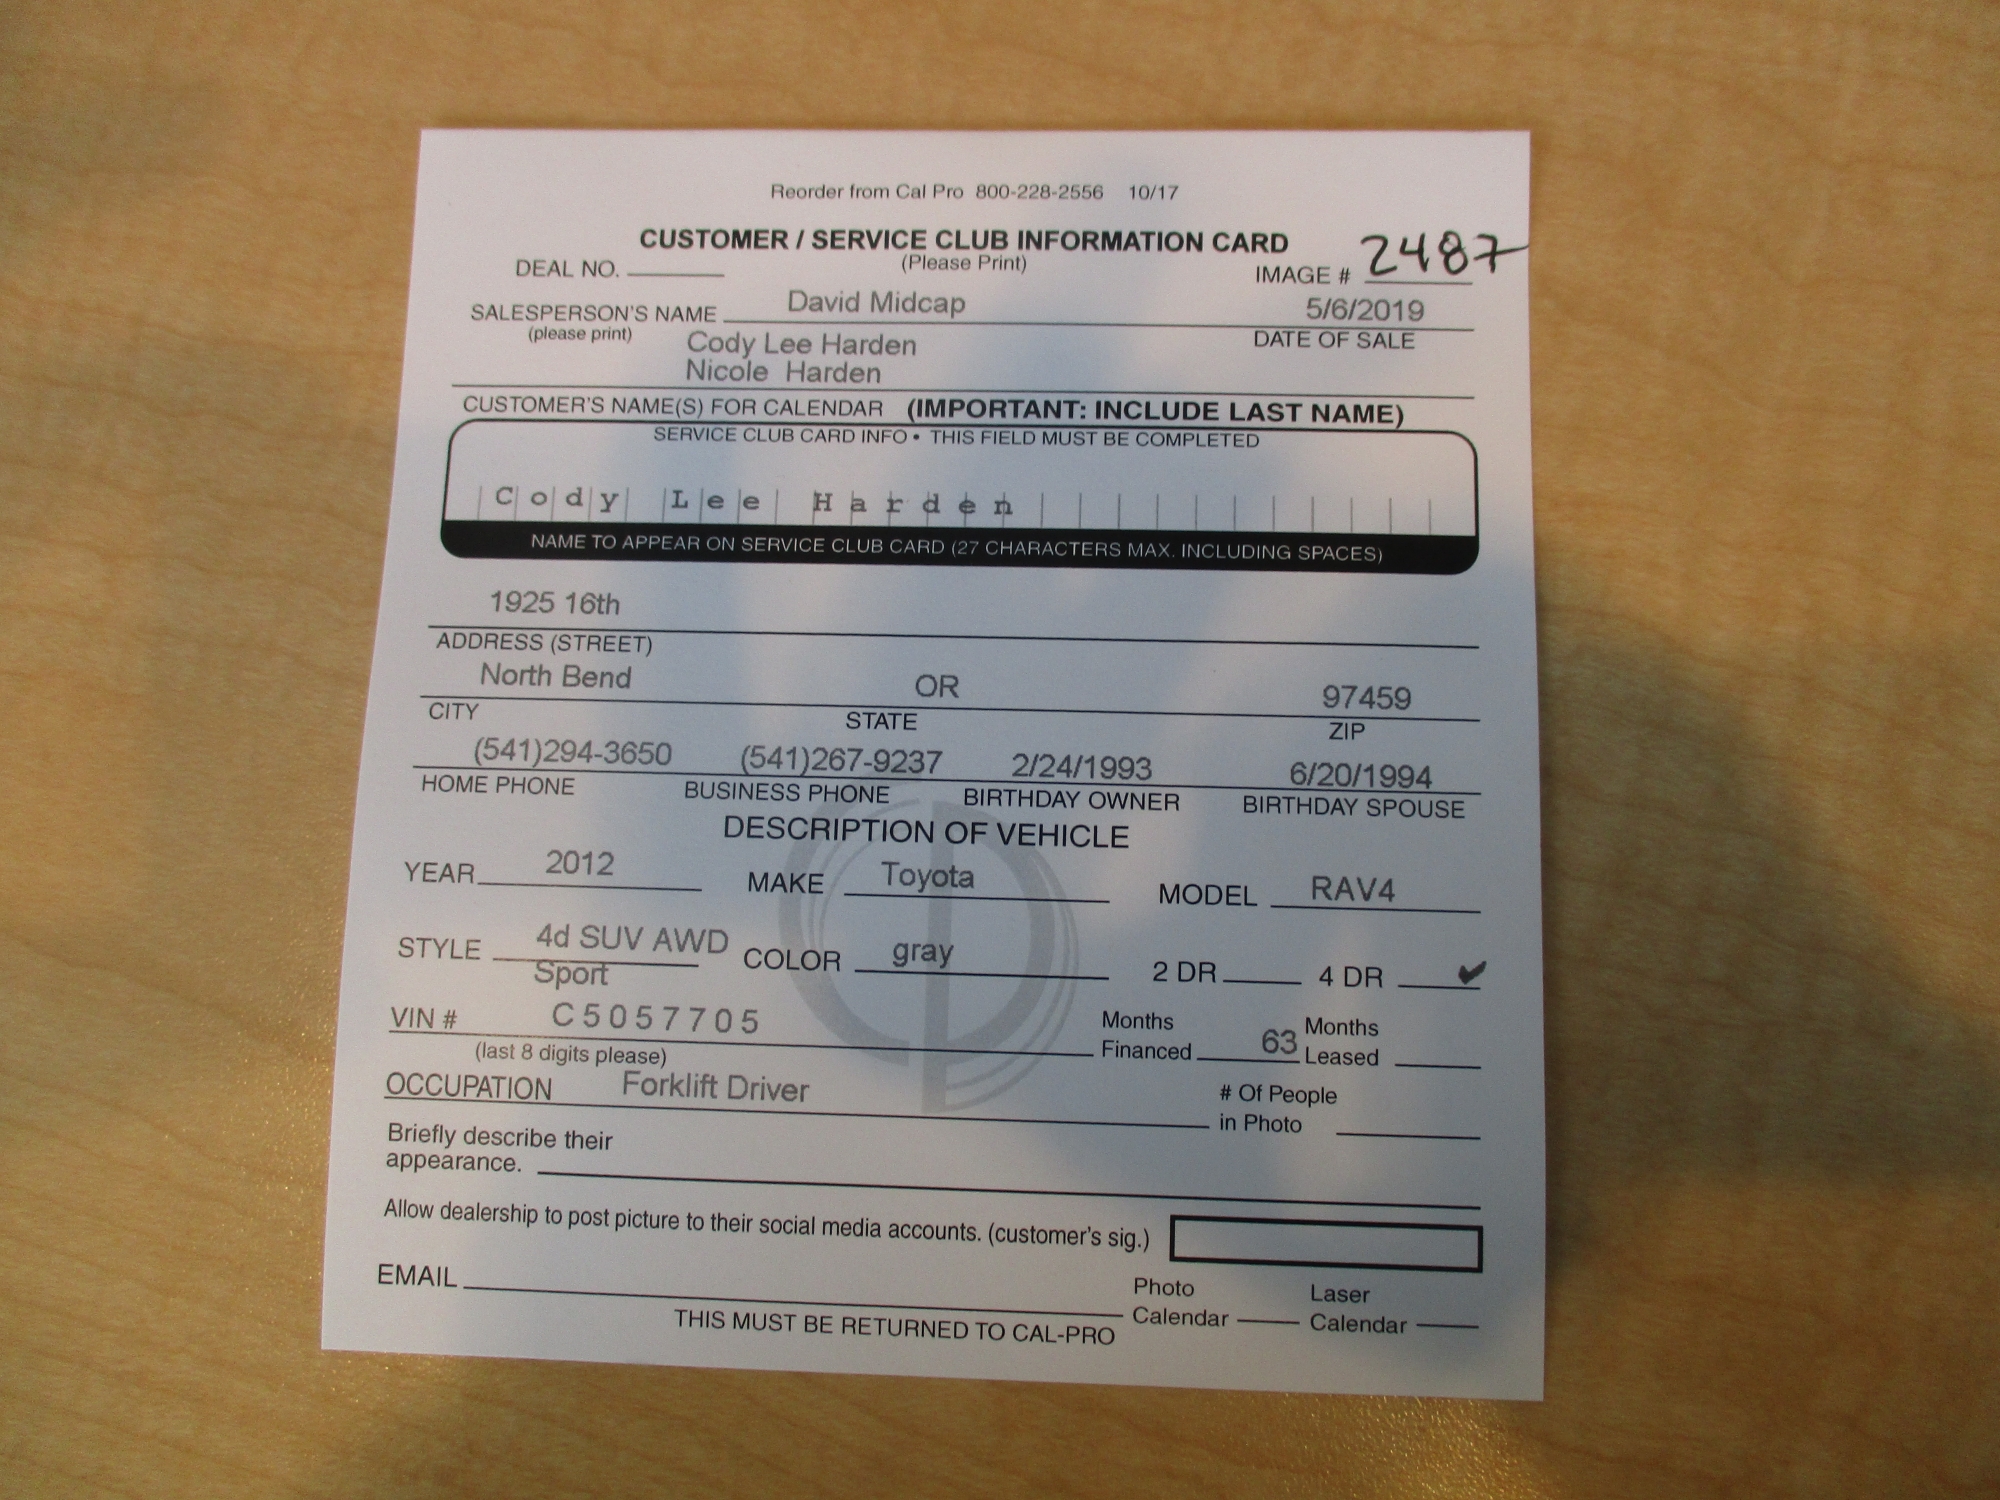 Reorder from Cal Pro 800-228-2556 10/17
CUSTOMER / SERVICE CLUB INFORMATION CARD
(Please Print)
DEAL NO.
IMAGE # 2487
SALESPERSON'S NAME David Midcap 5/6/2019
(please print)
DATE OF SALE
Cody Lee Harden
Nicole Harden
CUSTOMER'S NAME(S) FOR CALENDAR (IMPORTANT: INCLUDE LAST NAME)
SERVICE CLUB CARD INFO • THIS FIELD MUST BE COMPLETED
Cody Lee Harden
NAME TO APPEAR ON SERVICE CLUB CARD (27 CHARACTERS MAX. INCLUDING SPACES)
1925 16th
ADDRESS (STREET)
North Bend OR 97459
CITY STATE ZIP
(541)294-3650 (541)267-9237 2/24/1993 6/20/1994
HOME PHONE BUSINESS PHONE BIRTHDAY OWNER BIRTHDAY SPOUSE
DESCRIPTION OF VEHICLE
YEAR 2012 MAKE Toyota MODEL RAV4
STYLE 4d SUV AWD COLOR gray 2 DR 4 DR ✔
Sport
VIN # C5057705
(last 8 digits please)
Months Financed 63 Months Leased
OCCUPATION Forklift Driver
# Of People
in Photo
Briefly describe their
appearance.
Allow dealership to post picture to their social media accounts. (customer's sig.)
EMAIL
Photo Calendar Laser Calendar
THIS MUST BE RETURNED TO CAL-PRO